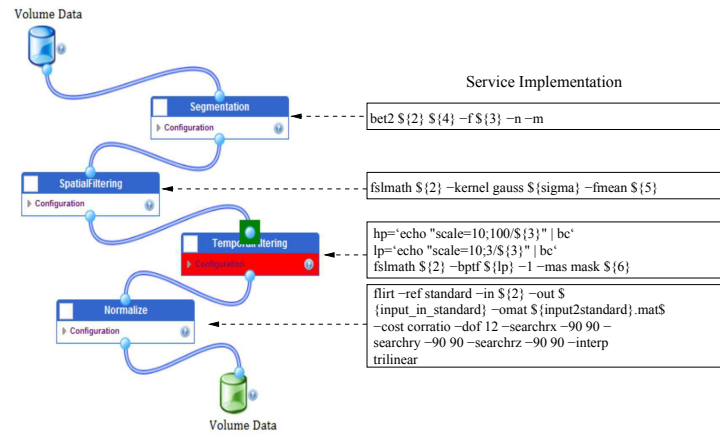 Volume Data
Service Implementation
Segmentation
Configuration
bet2 ${2} ${4} −f ${3} −n −m
SpatialFiltering
Configuration
fslmath ${2} −kernel gauss ${sigma} −fmean ${5}
TemporalFiltering
Configuration
hp=‘echo "scale=10;100/${3}" | bc‘
lp=‘echo "scale=10;3/${3}" | bc‘
fslmath ${2} −bptf ${lp} −1 −mas mask ${6}
Normalize
Configuration
flirt −ref standard −in ${2} −out $
{input_in_standard} −omat ${input2standard}.mat$
−cost corratio −dof 12 −searchrx −90 90 −
searchry −90 90 −searchrz −90 90 −interp
trilinear
Volume Data